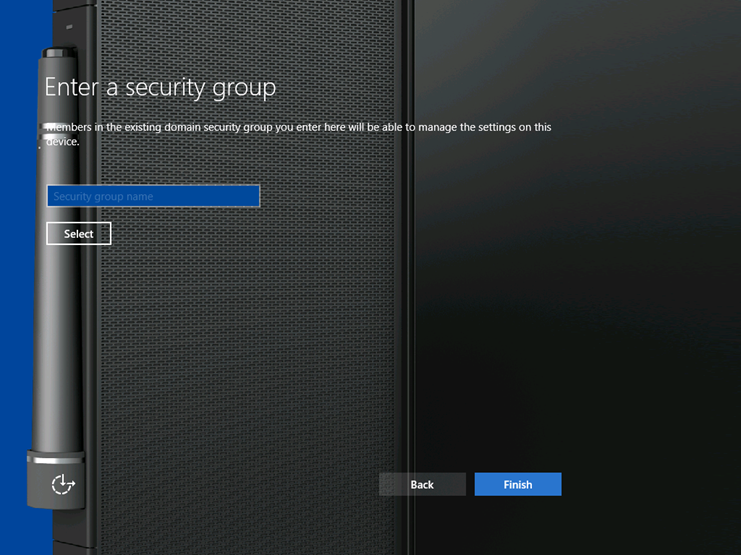 Enter a security group
Members in the existing domain security group you enter here will be able to manage the settings on this
device.
Security group name
Select
Back
Finish